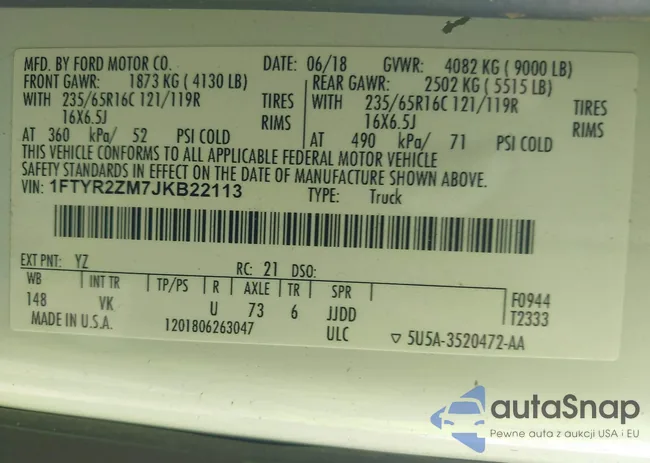 MFD. BY FORD MOTOR CO. DATE: 06/18 GVWR: 4082 KG ( 9000 LB)
FRONT GAWR: 1873 KG ( 4130 LB) REAR GAWR: 2502 KG ( 5515 LB)
WITH 235/65R16C 121/119R TIRES WITH 235/65R16C 121/119R TIRES
16X6.5J RIMS 16X6.5J RIMS
AT 360 kPa/ 52 PSI COLD AT 490 kPa/ 71 PSI COLD
THIS VEHICLE CONFORMS TO ALL APPLICABLE FEDERAL MOTOR VEHICLE
SAFETY STANDARDS IN EFFECT ON THE DATE OF MANUFACTURE SHOWN ABOVE.
VIN: 1FTYR2ZM7JKB22113 TYPE: Truck
EXT PNT: YZ RC: 21 DSO:
WB INT TR TP/PS R AXLE TR SPR F0944
148 VK U 73 6 JJDD T2333
MADE IN U.S.A. 1201806263047 ULC ▽ 5U5A-3520472-AA
autaSnap
Pewne auta z aukcji USA i EU